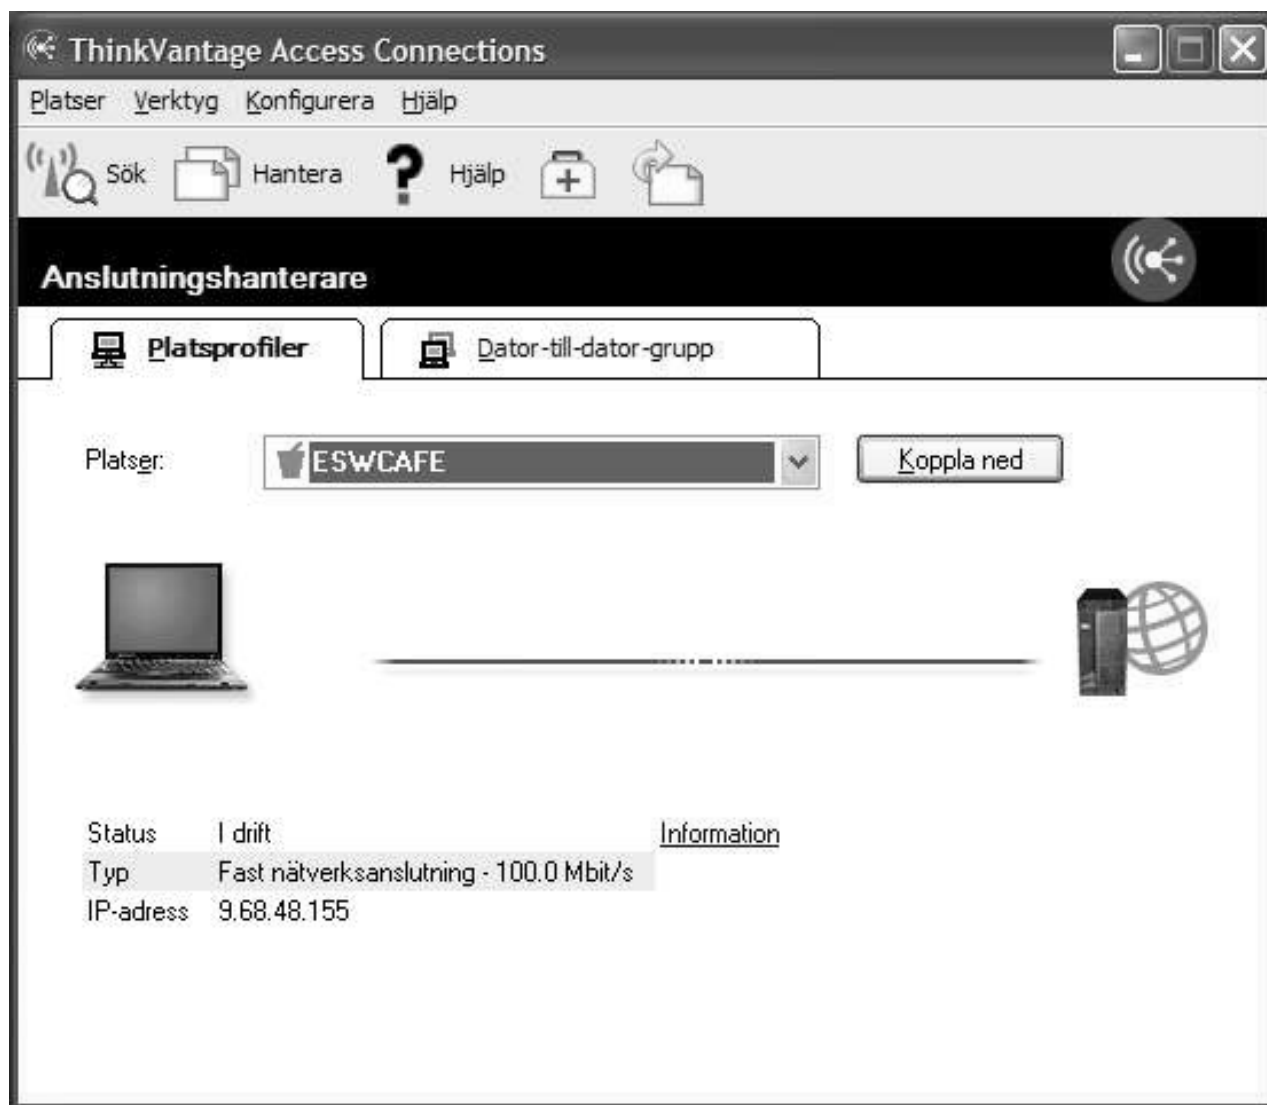 ThinkVantage Access Connections
Platser Verktyg Konfigurera Hjälp
Sök Hantera ? Hjälp
Anslutningshanterare
Platsprofiler Dator-till-dator-grupp
Platser: ESWCAFE Koppla ned
Status I drift Information
Typ Fast nätverksanslutning - 100.0 Mbit/s
IP-adress 9.68.48.155